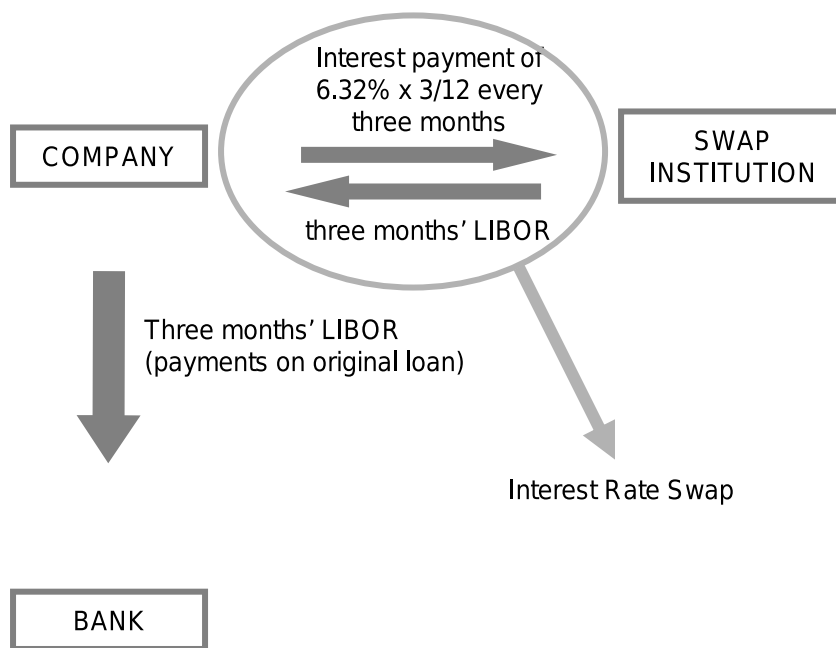 Interest payment of
6.32% x 3/12 every
three months
COMPANY
SWAP
INSTITUTION
three months’ LIBOR
Three months’ LIBOR
(payments on original loan)
Interest Rate Swap
BANK